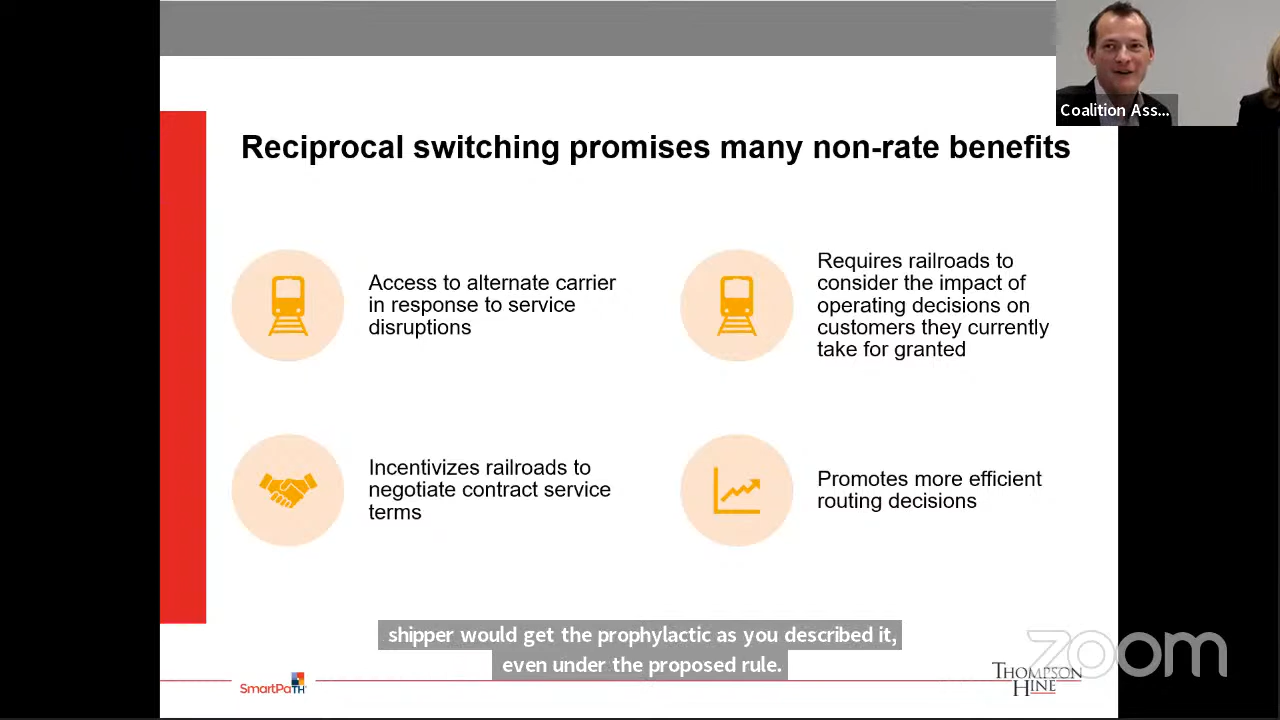 Coalition Ass...
Reciprocal switching promises many non-rate benefits
Access to alternate carrier
in response to service
disruptions
Requires railroads to
consider the impact of
operating decisions on
customers they currently
take for granted
Incentivizes railroads to
negotiate contract service
terms
Promotes more efficient
routing decisions
shipper would get the prophylactic as you described it,
even under the proposed rule.
zoom
SmartPaTH
THOMPSON
HINE